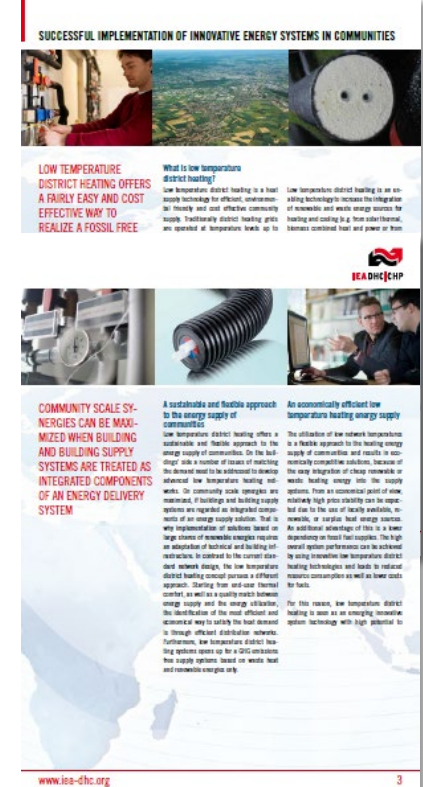 SUCCESSFUL IMPLEMENTATION OF INNOVATIVE ENERGY SYSTEMS IN COMMUNITIES
LOW TEMPERATURE
DISTRICT HEATING OFFERS
A FAIRLY EASY AND COST
EFFECTIVE WAY TO
REALIZE A FOSSIL FREE
What is low temperature
district heating?
Low temperature district heating is a heat
supply technology for efficient, environmen-
tal friendly and cost effective community
supply. Traditionally district heating grids
are operated at temperature levels up to
Low temperature district heating is an en-
abling technology to increase the integration
of renewable and waste energy sources for
heating and cooling (e.g. from solar thermal,
biomass combined heat and power or from
IEA DHC|CHP
COMMUNITY SCALE SY-
NERGIES CAN BE MAXI-
MIZED WHEN BUILDING
AND BUILDING SUPPLY
SYSTEMS ARE TREATED AS
INTEGRATED COMPONENTS
OF AN ENERGY DELIVERY
SYSTEM
A sustainable and flexible approach
to the energy supply of
communities
Low temperature district heating offers a
sustainable and flexible approach to the
energy supply of communities. On the buil-
dings' side a number of issues of matching
the demand need to be addressed to develop
advanced low temperature heating net-
works. On community scale synergies are
maximized, if buildings and building supply
systems are regarded as integrated compo-
nents of an energy supply solution. That is
why implementation of solutions based on
large shares of renewable energies requires
an adaptation of technical and building inf-
rastructure. In contrast to the current stan-
dard network design, the low temperature
district heating concept pursues a different
approach. Starting from end-user thermal
comfort, as well as a quality match between
energy supply and the energy utilization,
the identification of the most efficient and
economical way to satisfy the heat demand
is through efficient distribution networks.
Furthermore, low temperature district hea-
ting systems opens up for a GHG emissions
free supply systems based on waste heat
and renewable energies only.
An economically efficient low
temperature heating energy supply
The utilization of low network temperatures
is a flexible approach to the heating energy
supply of communities and results in eco-
nomically competitive solutions, because of
the easy integration of cheap renewable or
waste heating energy into the supply
systems. From an economical point of view,
relatively high price stability can be expec-
ted due to the use of locally available, re-
newable, or surplus heat energy sources.
An additional advantage of this is a lower
dependency on fossil fuel supplies. The high
overall system performance can be achieved
by using innovative low temperature district
heating technologies and leads to reduced
resource consumption as well as lower costs
for fuels.
For this reason, low temperature district
heating is seen as an emerging innovative
system technology with high potential to
www.iea-dhc.org
3